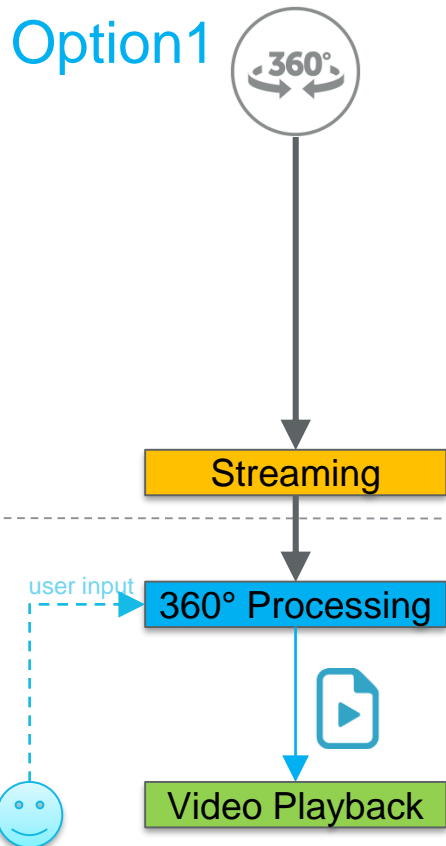 Option1
360°
Streaming
user input
360° Processing
Video Playback